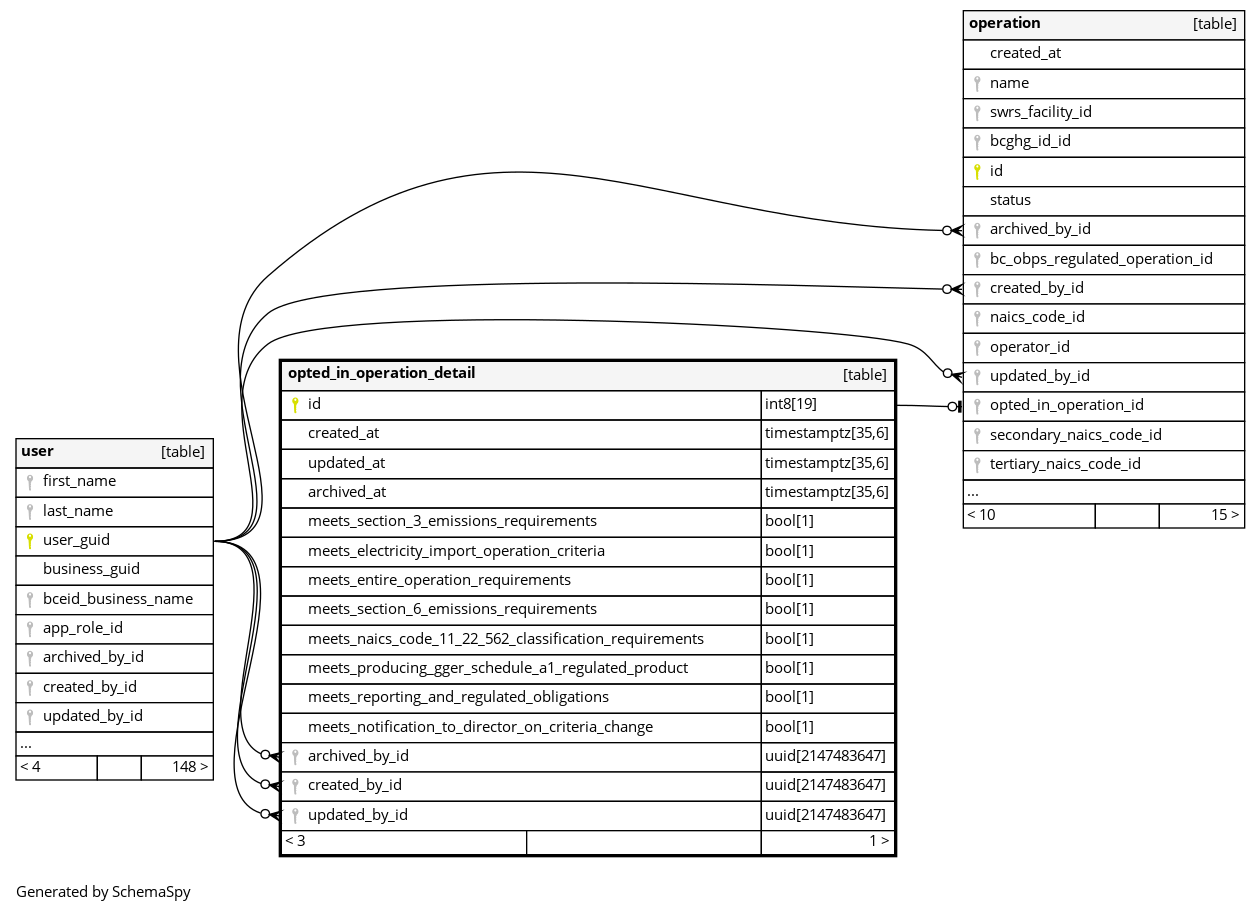 operation [table]
created_at
name
swrs_facility_id
bcghg_id_id
id
status
archived_by_id
bc_obps_regulated_operation_id
created_by_id
naics_code_id
operator_id
updated_by_id
opted_in_operation_id
secondary_naics_code_id
tertiary_naics_code_id
...
< 10 15 >
opted_in_operation_detail [table]
id int8[19]
created_at timestamptz[35,6]
updated_at timestamptz[35,6]
archived_at timestamptz[35,6]
meets_section_3_emissions_requirements bool[1]
meets_electricity_import_operation_criteria bool[1]
meets_entire_operation_requirements bool[1]
meets_section_6_emissions_requirements bool[1]
meets_naics_code_11_22_562_classification_requirements bool[1]
meets_producing_gger_schedule_a1_regulated_product bool[1]
meets_reporting_and_regulated_obligations bool[1]
meets_notification_to_director_on_criteria_change bool[1]
archived_by_id uuid[2147483647]
created_by_id uuid[2147483647]
updated_by_id uuid[2147483647]
< 3 1 >
user [table]
first_name
last_name
user_guid
business_guid
bceid_business_name
app_role_id
archived_by_id
created_by_id
updated_by_id
...
< 4 148 >
Generated by SchemaSpy